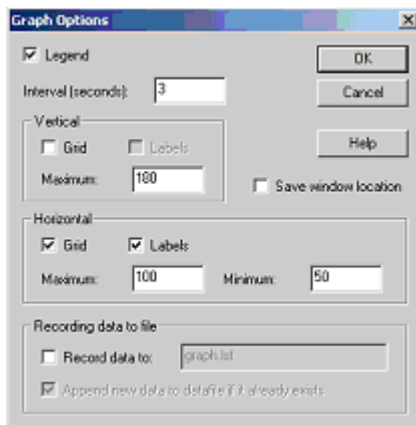 Graph Options
Legend
OK
Interval (seconds): 3
Cancel
Vertical
Grid Labels
Help
Maximum: 180
Save window location
Horizontal
Grid Labels
Maximum: 100 Minimum: 50
Recording data to file
Record data to: graph.lst
Append new data to datafile if it already exists